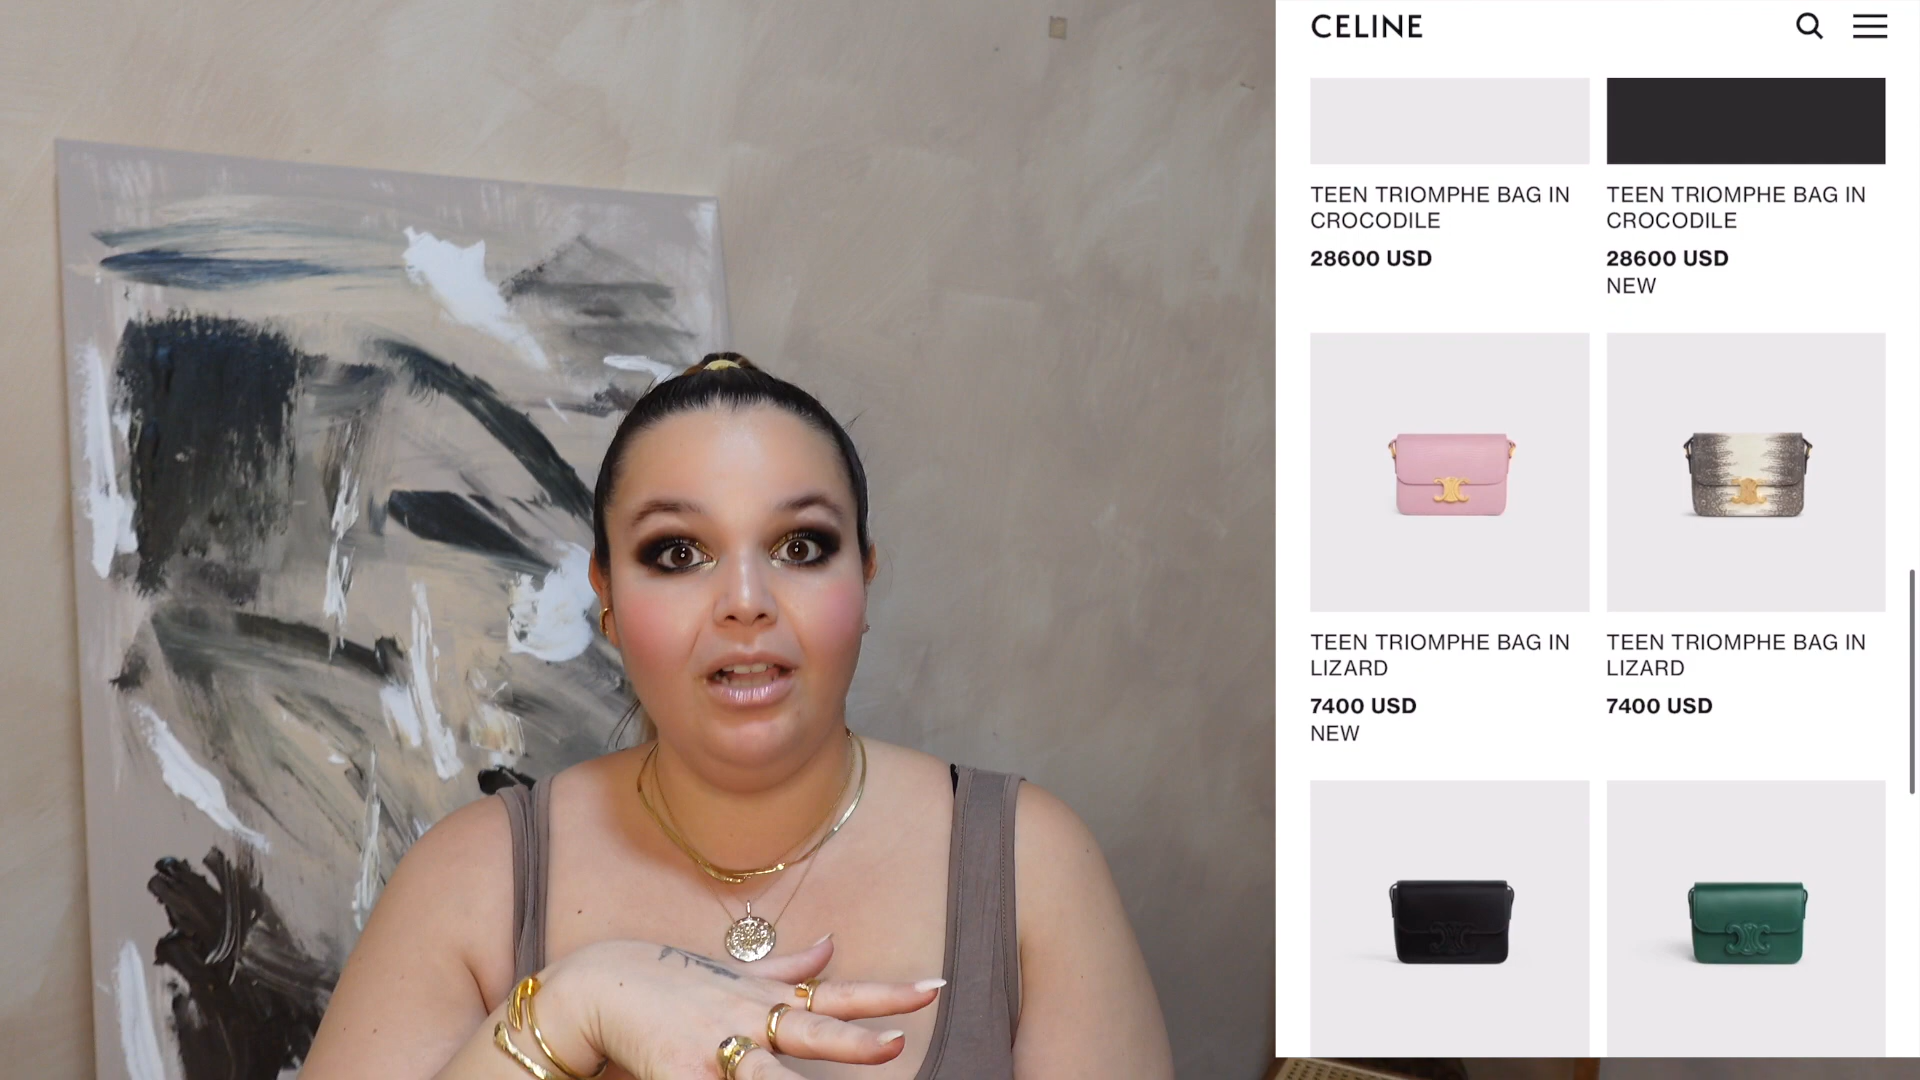 CELINE
TEEN TRIOMPHE BAG IN
CROCODILE
28600 USD
TEEN TRIOMPHE BAG IN
CROCODILE
28600 USD
NEW
TEEN TRIOMPHE BAG IN
LIZARD
7400 USD
NEW
TEEN TRIOMPHE BAG IN
LIZARD
7400 USD